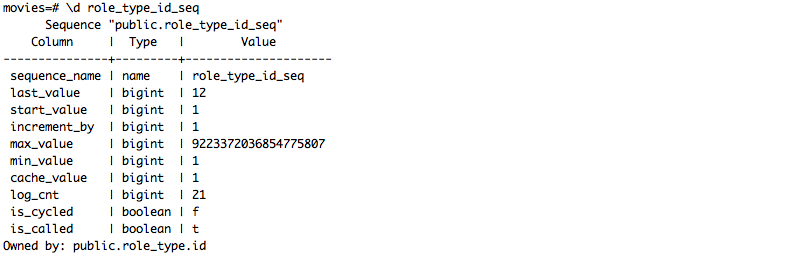 movies=# \d role_type_id_seq
      Sequence "public.role_type_id_seq"
    Column     |  Type   |        Value
---------------+---------+---------------------
 sequence_name | name    | role_type_id_seq
 last_value    | bigint  | 12
 start_value   | bigint  | 1
 increment_by  | bigint  | 1
 max_value     | bigint  | 9223372036854775807
 min_value     | bigint  | 1
 cache_value   | bigint  | 1
 log_cnt       | bigint  | 21
 is_cycled     | boolean | f
 is_called     | boolean | t
Owned by: public.role_type.id